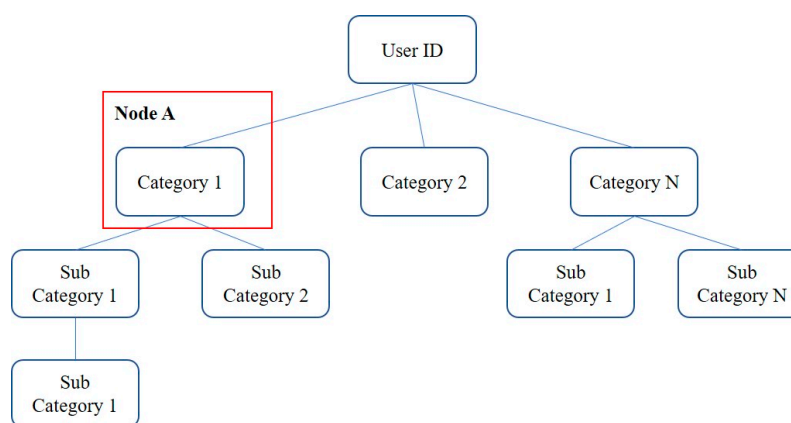 User ID
Node A
Category 1
Category 2
Category N
Sub
Category 1
Sub
Category 2
Sub
Category 1
Sub
Category N
Sub
Category 1